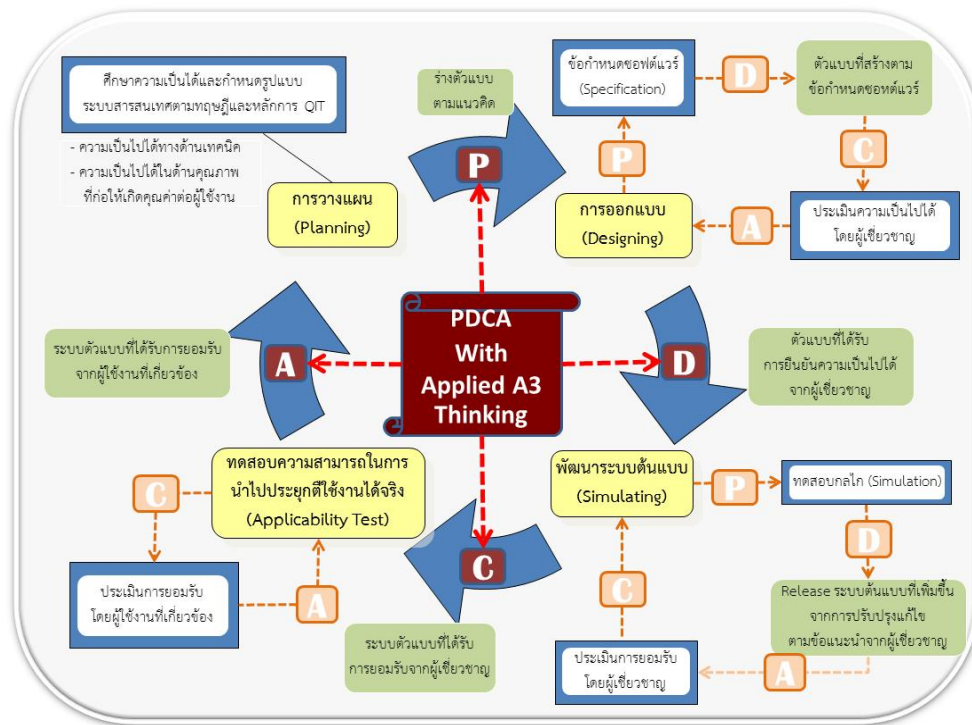 ศึกษาความเป็นได้และกำหนดรูปแบบ
ระบบสารสนเทศตามทฤษฎีและหลักการ QIT
- ความเป็นไปได้ทางด้านเทคนิค
- ความเป็นไปได้ในด้านคุณภาพ
ที่ก่อให้เกิดคุณค่าต่อผู้ใช้งาน
การวางแผน
(Planning)
ร่างตัวแบบ
ตามแนวคิด
P
ข้อกำหนดซอฟต์แวร์
(Specification)
D
ตัวแบบที่สร้างตาม
ข้อกำหนดซอฟต์แวร์
C
ประเมินความเป็นไปได้
โดยผู้เชี่ยวชาญ
A
การออกแบบ
(Designing)
P
PDCA
With
Applied A3
Thinking
D
ตัวแบบที่ได้รับ
การยืนยันความเป็นไปได้
จากผู้เชี่ยวชาญ
พัฒนาระบบต้นแบบ
(Simulating)
P
ทดสอบกลไก (Simulation)
D
Release ระบบต้นแบบที่เพิ่มขึ้น
จากการปรับปรุงแก้ไข
ตามข้อแนะนำจากผู้เชี่ยวชาญ
A
ประเมินการยอมรับ
โดยผู้เชี่ยวชาญ
C
C
ระบบตัวแบบที่ได้รับ
การยอมรับจากผู้เชี่ยวชาญ
ทดสอบความสามารถในการ
นำไปประยุกต์ใช้งานได้จริง
(Applicability Test)
C
ประเมินการยอมรับ
โดยผู้ใช้งานที่เกี่ยวข้อง
A
A
ระบบตัวแบบที่ได้รับการยอมรับ
จากผู้ใช้งานที่เกี่ยวข้อง